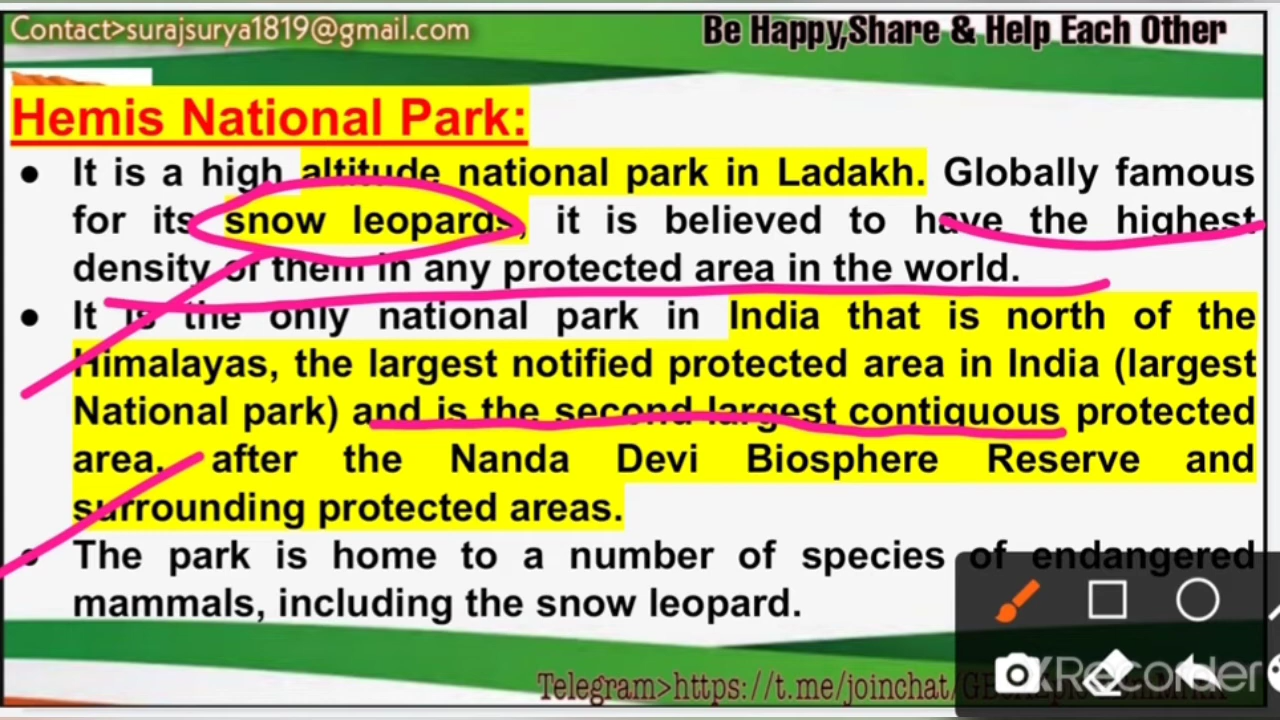 Contact>surajsurya1819@gmail.com
Be Happy,Share & Help Each Other
Hemis National Park:
● It is a high altitude national park in Ladakh. Globally famous
for its snow leopards, it is believed to have the highest
density of them in any protected area in the world.
● It is the only national park in India that is north of the
Himalayas, the largest notified protected area in India (largest
National park) and is the second largest contiguous protected
area, after the Nanda Devi Biosphere Reserve and
surrounding protected areas.
● The park is home to a number of species of endangered
mammals, including the snow leopard.
XRecorder
Telegram>https://t.me/joinchat/